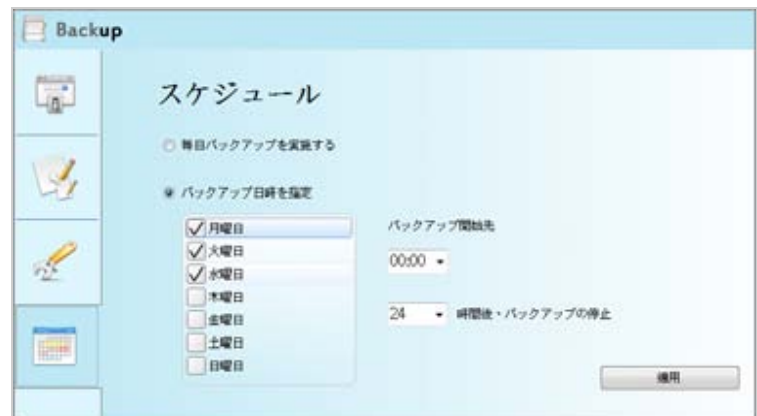 Backup
スケジュール
毎日バックアップを実施する
バックアップ日時を指定
月曜日
火曜日
水曜日
木曜日
金曜日
土曜日
日曜日
バックアップ開始先
00:00
24 時間後・バックアップの停止
適用